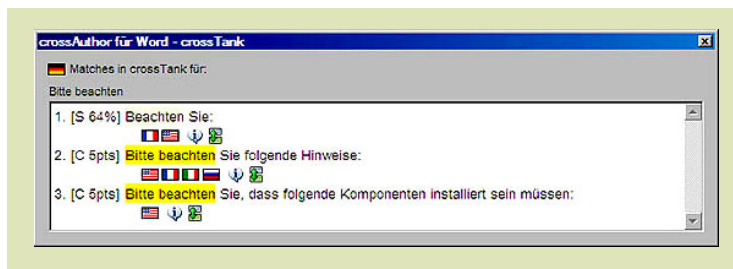 crossAuthor für Word - crossTank
Matches in crossTank für:
Bitte beachten
1. [S 64%] Beachten Sie:
2. [C 5pts] Bitte beachten Sie folgende Hinweise:
3. [C 5pts] Bitte beachten Sie, dass folgende Komponenten installiert sein müssen: